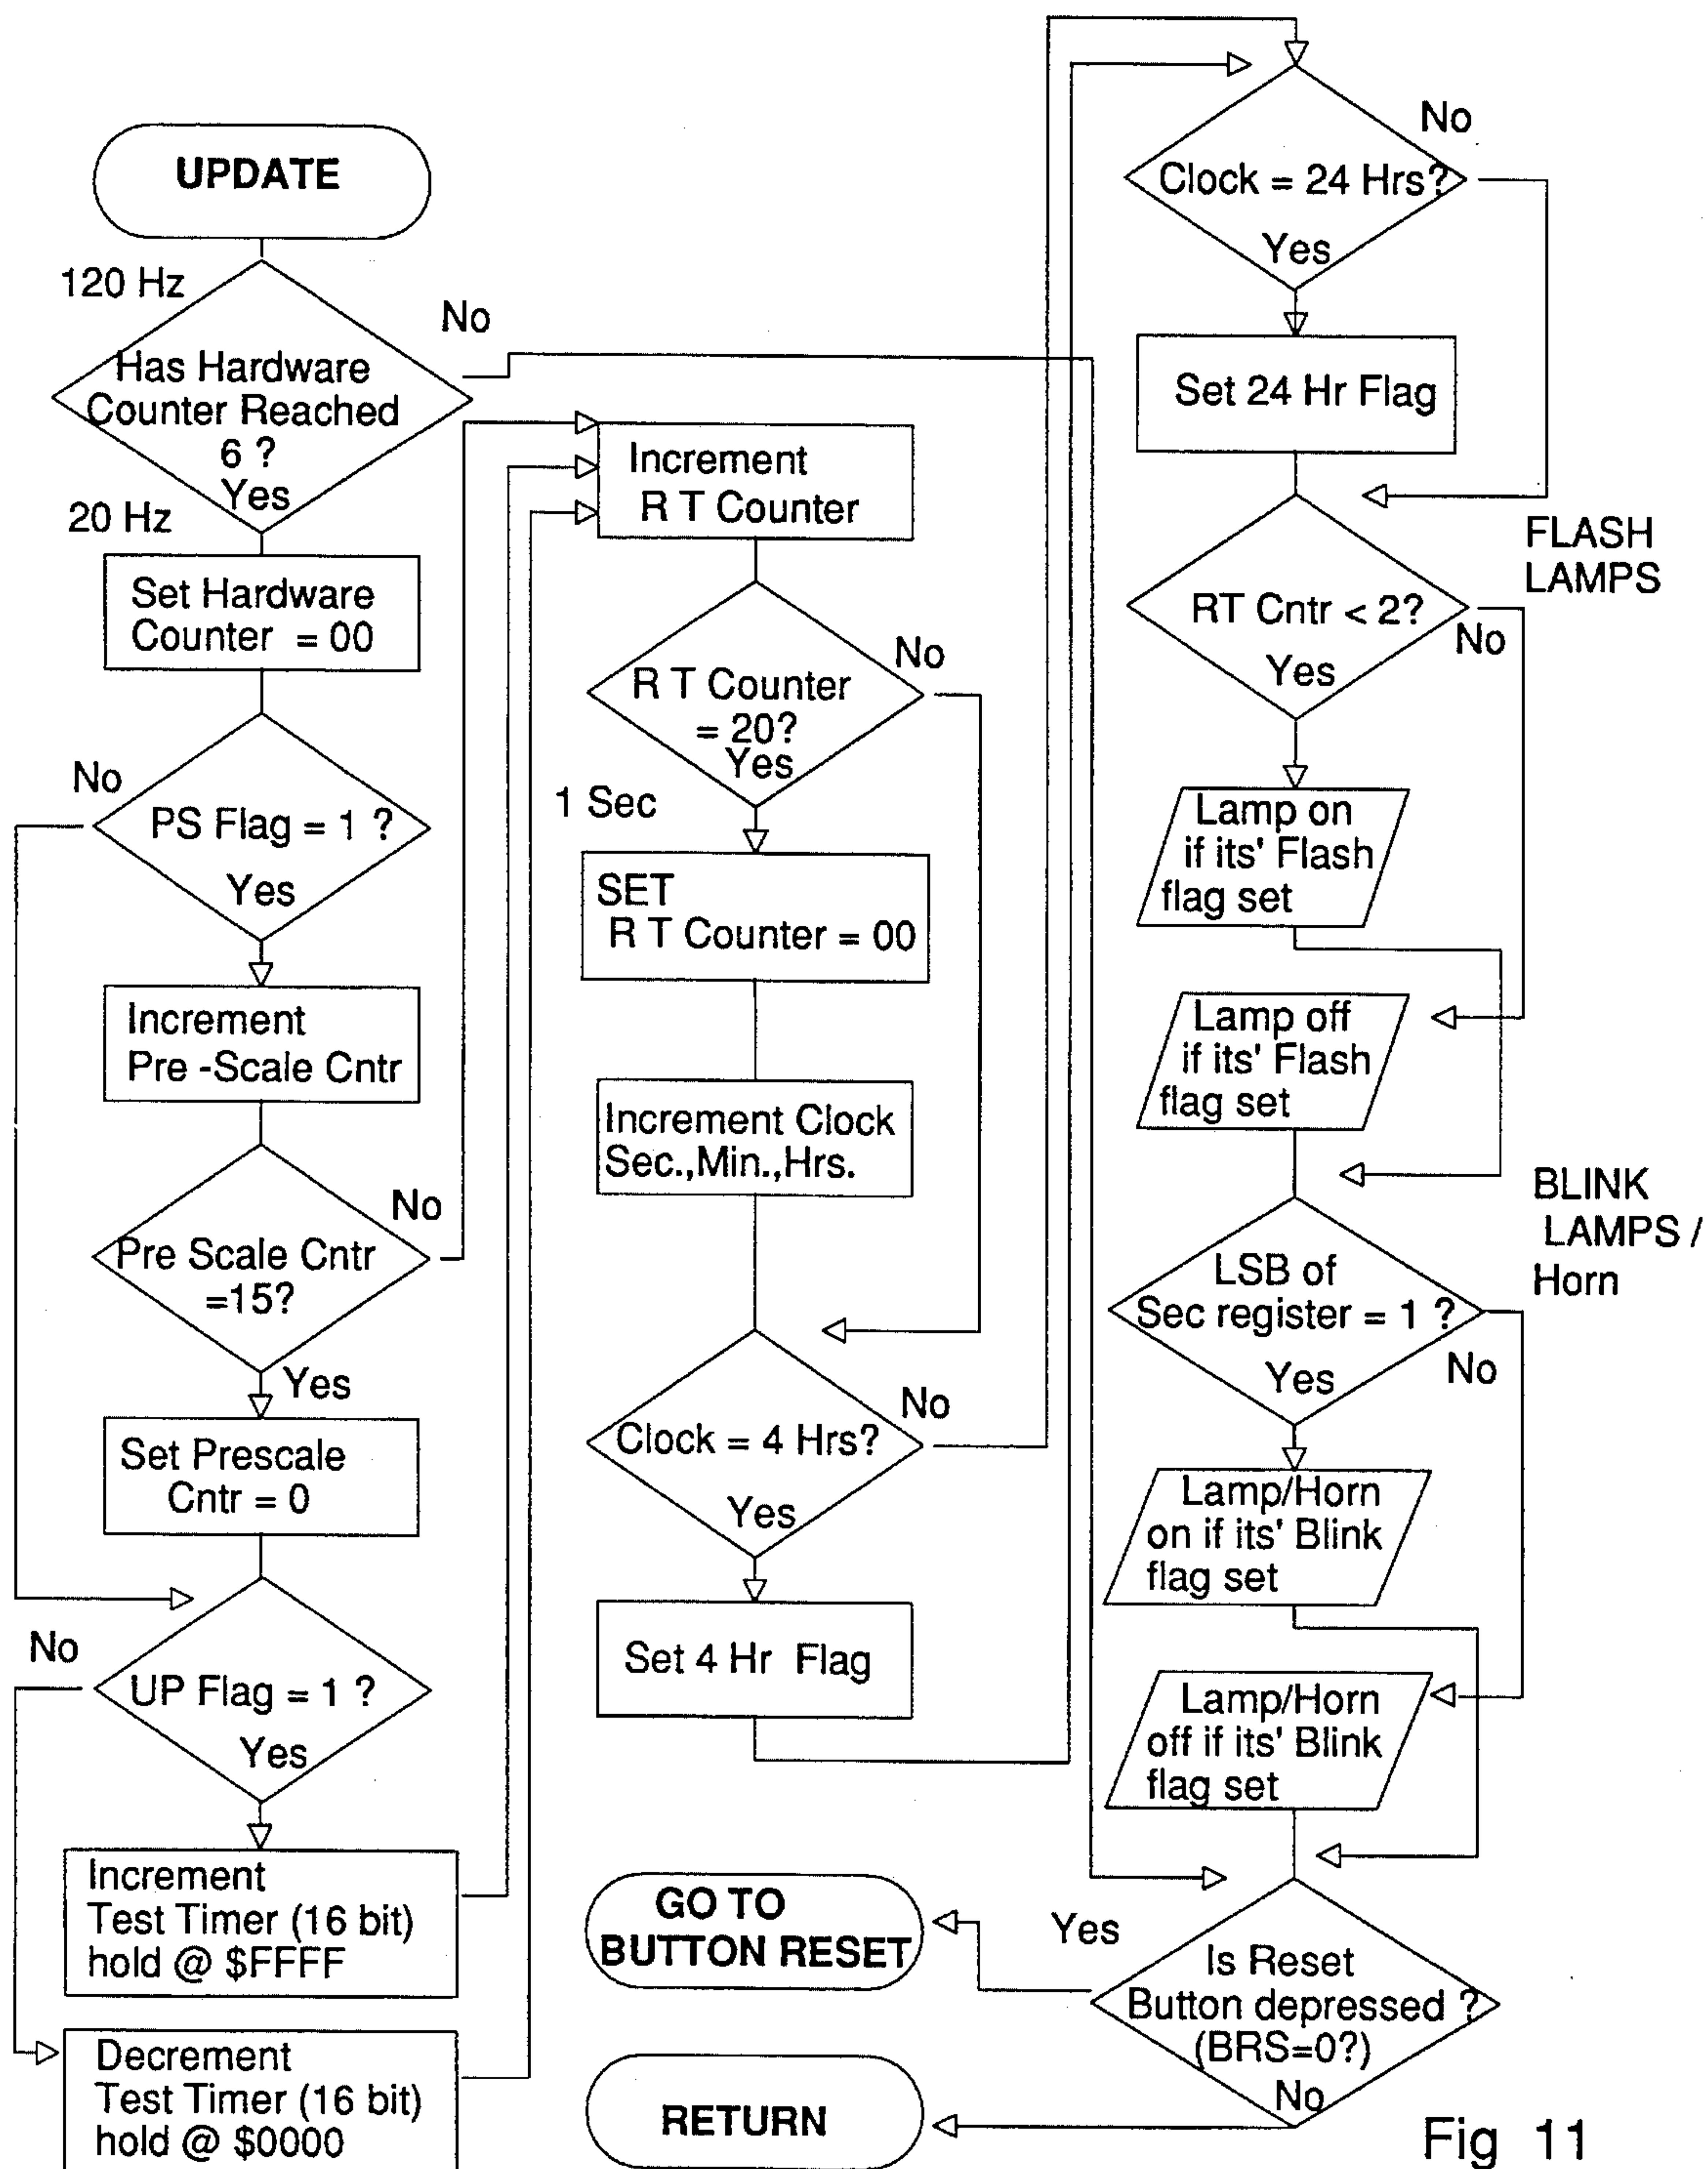 UPDATE
120 Hz
No
Has Hardware
Counter Reached
6 ?
Yes
20 Hz
Set Hardware
Counter = 00
No
PS Flag = 1 ?
Yes
Increment
Pre -Scale Cntr
No
Pre Scale Cntr
=15?
Yes
Set Prescale
Cntr = 0
No
UP Flag = 1 ?
Yes
Increment
Test Timer (16 bit)
hold @ $FFFF
Decrement
Test Timer (16 bit)
hold @ $0000
Increment
R T Counter
No
R T Counter
= 20?
Yes
1 Sec
SET
R T Counter = 00
Increment Clock
Sec.,Min.,Hrs.
No
Clock = 4 Hrs?
Yes
Set 4 Hr Flag
GO TO
BUTTON RESET
RETURN
No
Clock = 24 Hrs?
Yes
Set 24 Hr Flag
FLASH
LAMPS
RT Cntr < 2?
No
Yes
Lamp on
if its' Flash
flag set
Lamp off
if its' Flash
flag set
BLINK
LAMPS /
Horn
LSB of
Sec register = 1 ?
No
Yes
Lamp/Horn
on if its' Blink
flag set
Lamp/Horn
off if its' Blink
flag set
Yes
Is Reset
Button depressed ?
(BRS=0?)
No
Fig 11